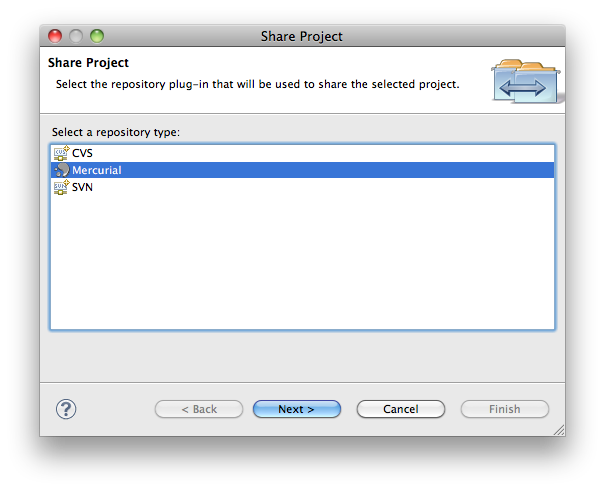 Share Project
Share Project
Select the repository plug-in that will be used to share the selected project.
Select a repository type:
CVS
Mercurial
SVN
?
< Back
Next >
Cancel
Finish